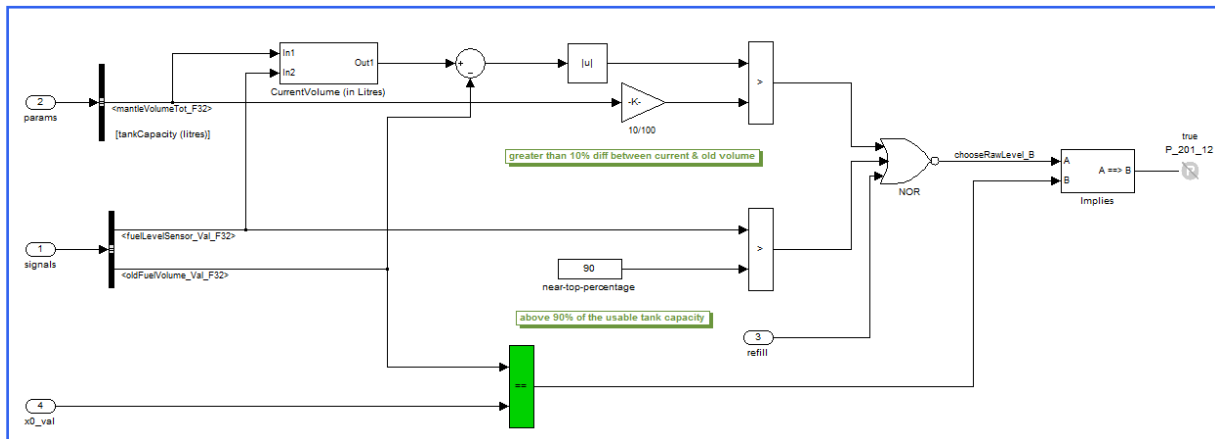 In1
In2
Out1
CurrentVolume (in Litres)
+
−
|u|
>
2
params
<mantleVolumeTot_F32>
[tankCapacity (litres)]
-K-
10/100
greater than 10% diff between current & old volume
NOR
chooseRawLevel_B
A
B
A ==> B
Implies
true
P_201_12
1
signals
<fuelLevelSensor_Val_F32>
<oldFuelVolume_Val_F32>
>
90
near-top-percentage
above 90% of the usable tank capacity
3
refill
==
4
x0_val